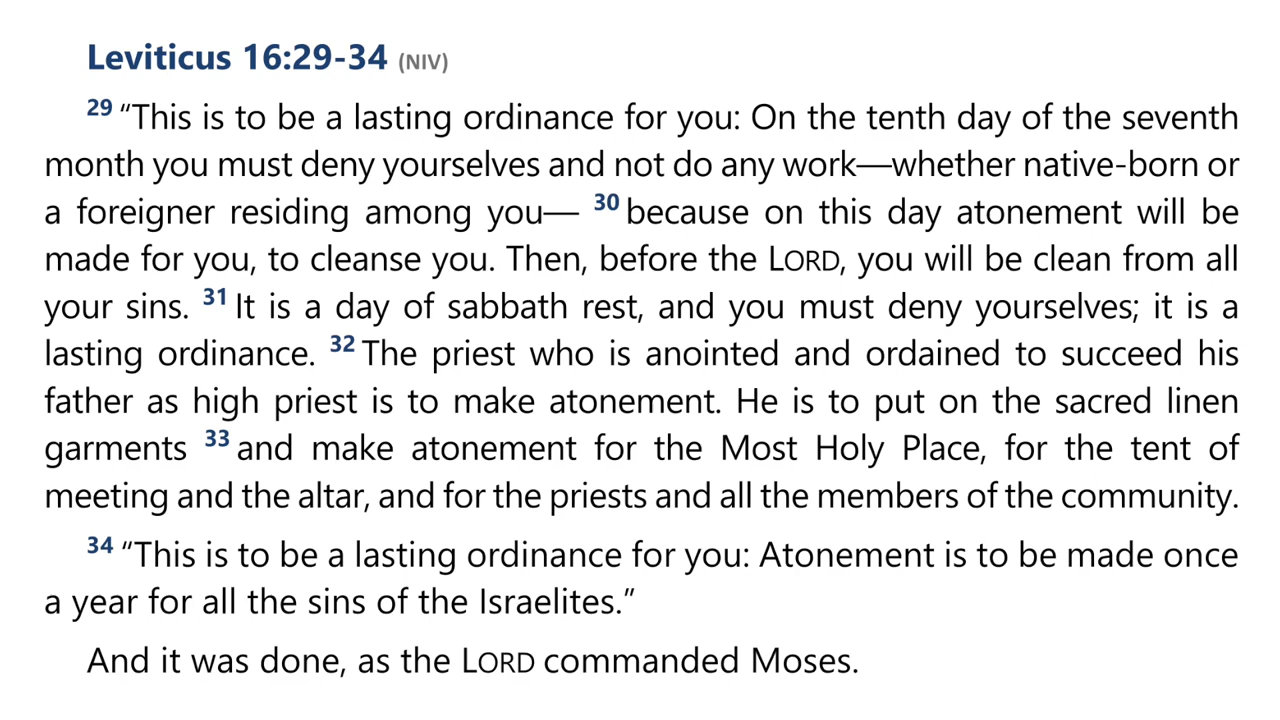 Leviticus 16:29-34 (NIV)
29 “This is to be a lasting ordinance for you: On the tenth day of the seventh
month you must deny yourselves and not do any work—whether native-born or
a foreigner residing among you— 30 because on this day atonement will be
made for you, to cleanse you. Then, before the LORD, you will be clean from all
your sins. 31 It is a day of sabbath rest, and you must deny yourselves; it is a
lasting ordinance. 32 The priest who is anointed and ordained to succeed his
father as high priest is to make atonement. He is to put on the sacred linen
garments 33 and make atonement for the Most Holy Place, for the tent of
meeting and the altar, and for the priests and all the members of the community.
34 “This is to be a lasting ordinance for you: Atonement is to be made once
a year for all the sins of the Israelites.”
And it was done, as the LORD commanded Moses.